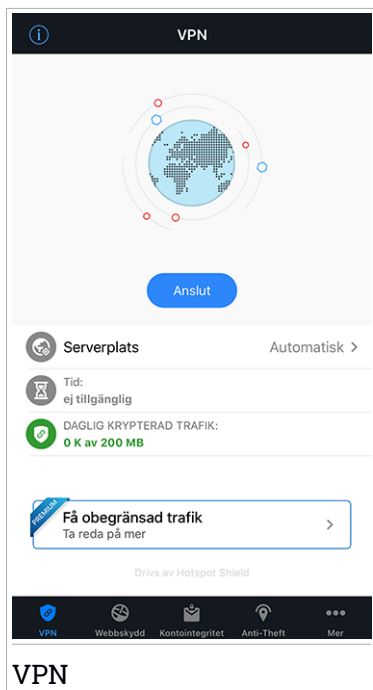 VPN
Anslut
Serverplats
Automatisk
Tid:
ej tillgänglig
DAGLIG KRYPTERAD TRAFIK:
0 K av 200 MB
PREMIUM
Få obegränsad trafik
Ta reda på mer
Drivs av Hotspot Shield
VPN
Webbskydd
Kontointegritet
Anti-Theft
Mer
VPN